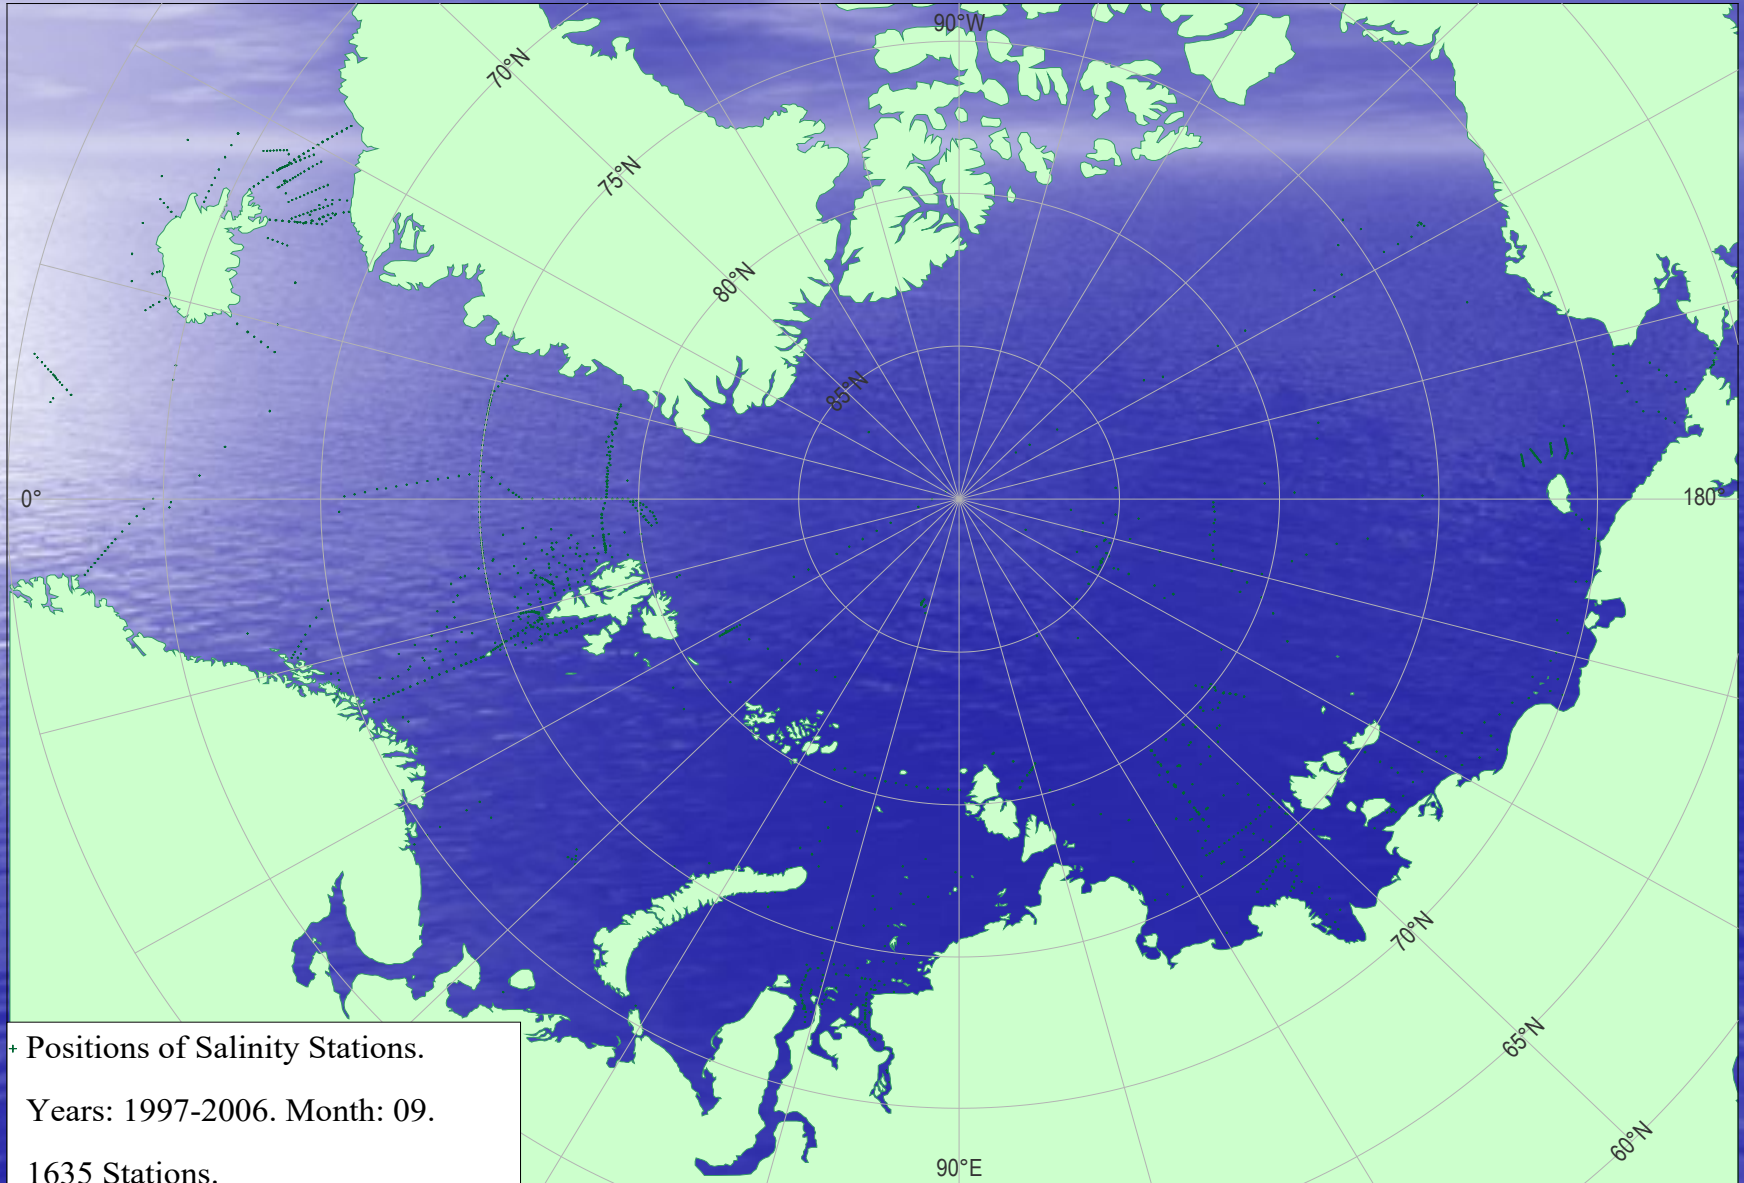 90°W
70°N
75°N
80°N
85°N
0°
180°
70°N
65°N
60°N
90°E
+ Positions of Salinity Stations.
Years: 1997-2006. Month: 09.
1635 Stations.